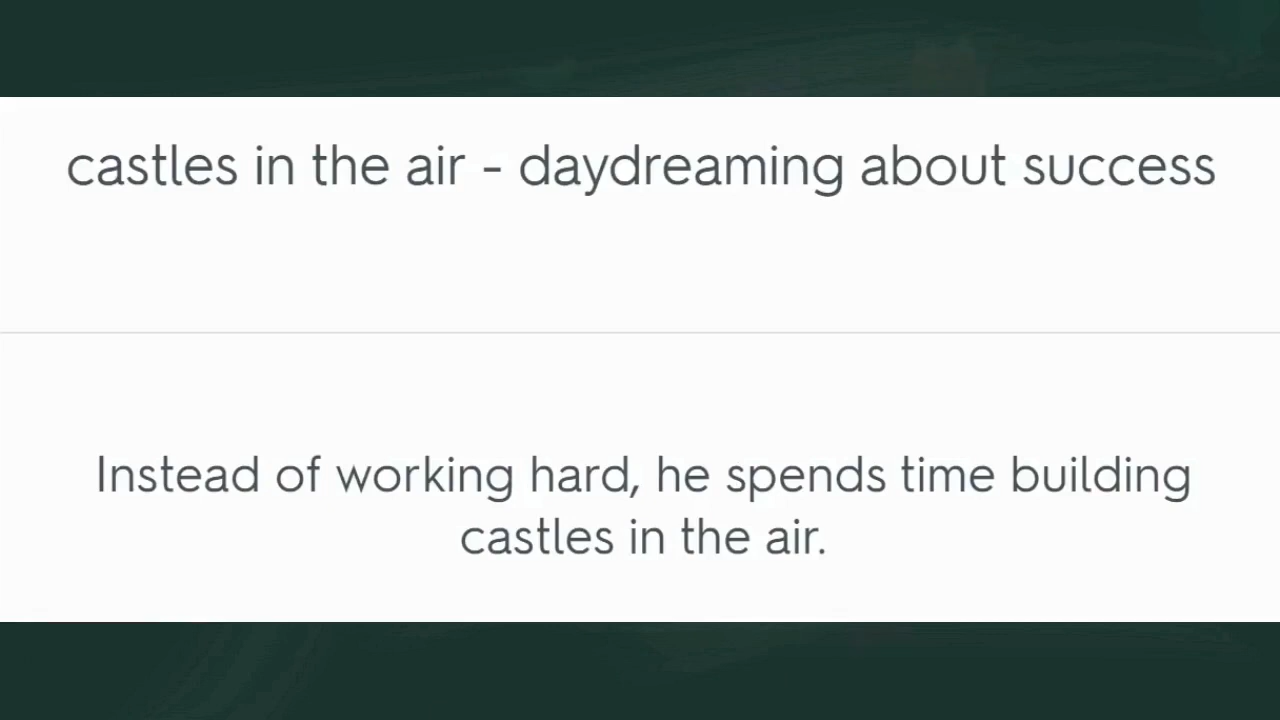 castles in the air - daydreaming about success
Instead of working hard, he spends time building
castles in the air.